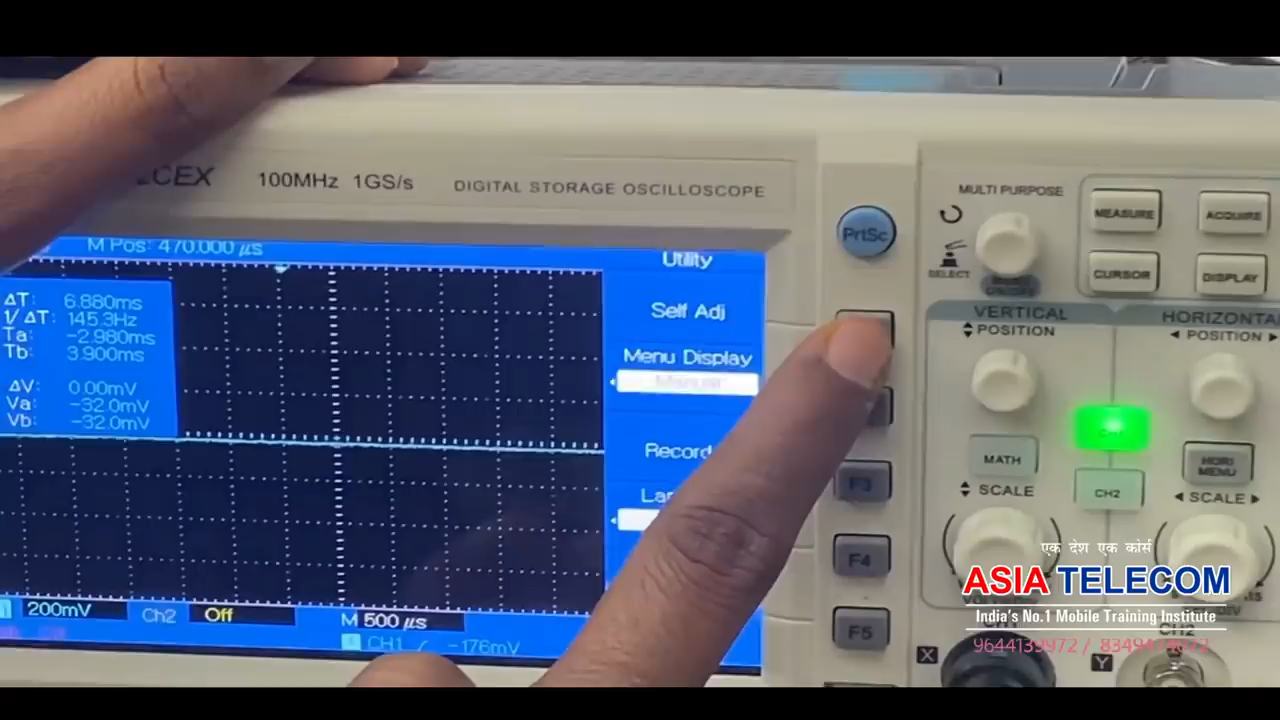 100MHz 1GS/s
DIGITAL STORAGE OSCILLOSCOPE
M Pos: 470.000 µs
ΔT: 6.880ms
1/ΔT: 145.3Hz
Ta: -2.980ms
Tb: 3.900ms
ΔV: 0.00mV
Va: -32.0mV
Vb: -32.0mV
Utility
Self Adj
Menu Display
Record
200mV Ch2 Off M 500 µs
CH1 -176mV
PrtSc
F3
F4
F5
MULTI PURPOSE
SELECT
MEASURE
ACQUIRE
CURSOR
DISPLAY
VERTICAL
POSITION
HORIZONTA
POSITION
MATH
HORI MENU
SCALE
CH2
SCALE
एक देश एक कोर्स
ASIA TELECOM
India's No.1 Mobile Training Institute
CH2
X
Y